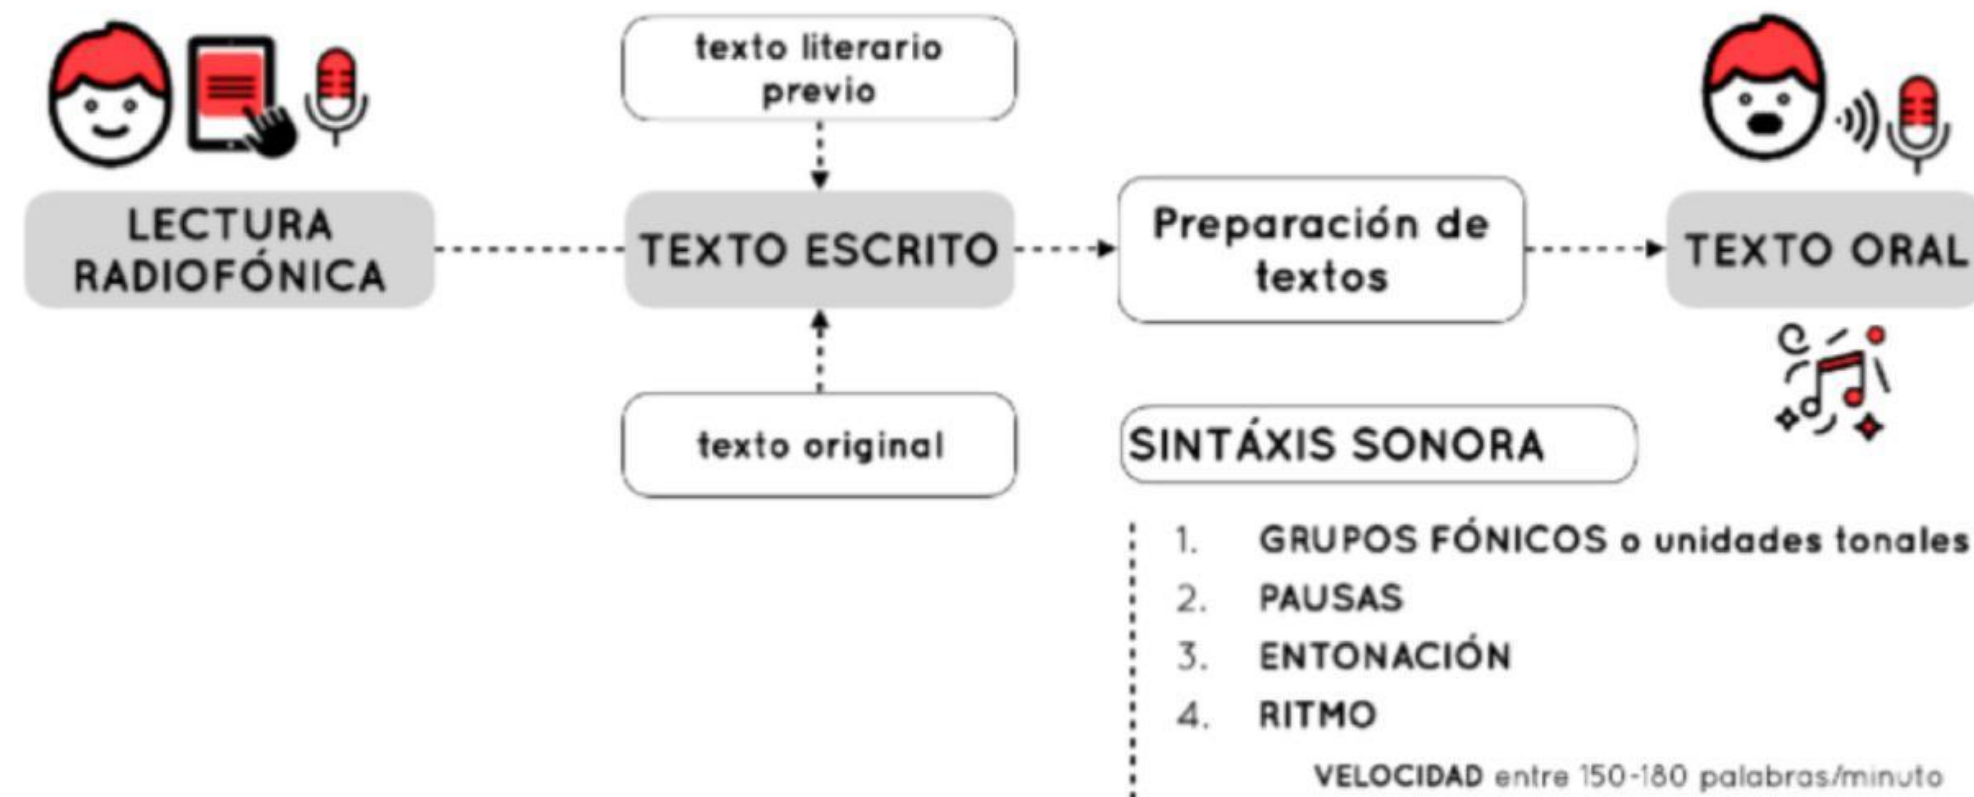 texto literario
previo
LECTURA
RADIOFÓNICA
TEXTO ESCRITO
Preparación de
textos
TEXTO ORAL
texto original
SINTÁXIS SONORA
1. GRUPOS FÓNICOS o unidades tonales
2. PAUSAS
3. ENTONACIÓN
4. RITMO
VELOCIDAD entre 150-180 palabras/minuto